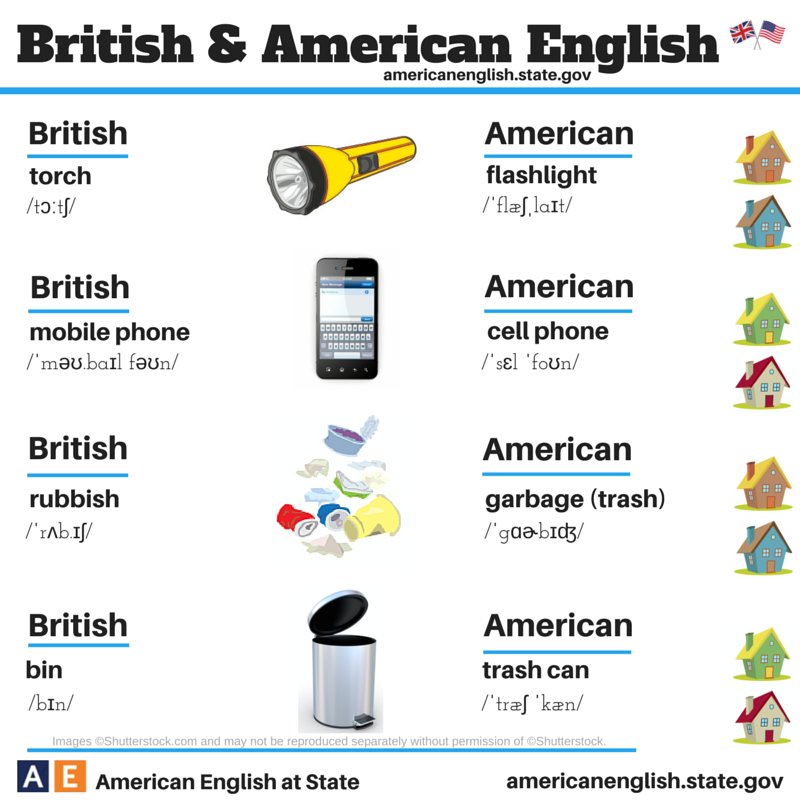 British & American English
americanenglish.state.gov
British
American
torch
flashlight
/tɔːtʃ/
/ˈflæʃˌlaɪt/
British
American
mobile phone
cell phone
/ˈməʊ.baɪl fəʊn/
/ˈsɛl ˈfoʊn/
British
American
rubbish
garbage (trash)
/ˈrʌb.ɪʃ/
/ˈgɑɚbɪʤ/
British
American
bin
trash can
/bɪn/
/ˈtræʃ ˈkæn/
Images ©Shutterstock.com and may not be reproduced separately without permission of ©Shutterstock.
A E American English at State
americanenglish.state.gov